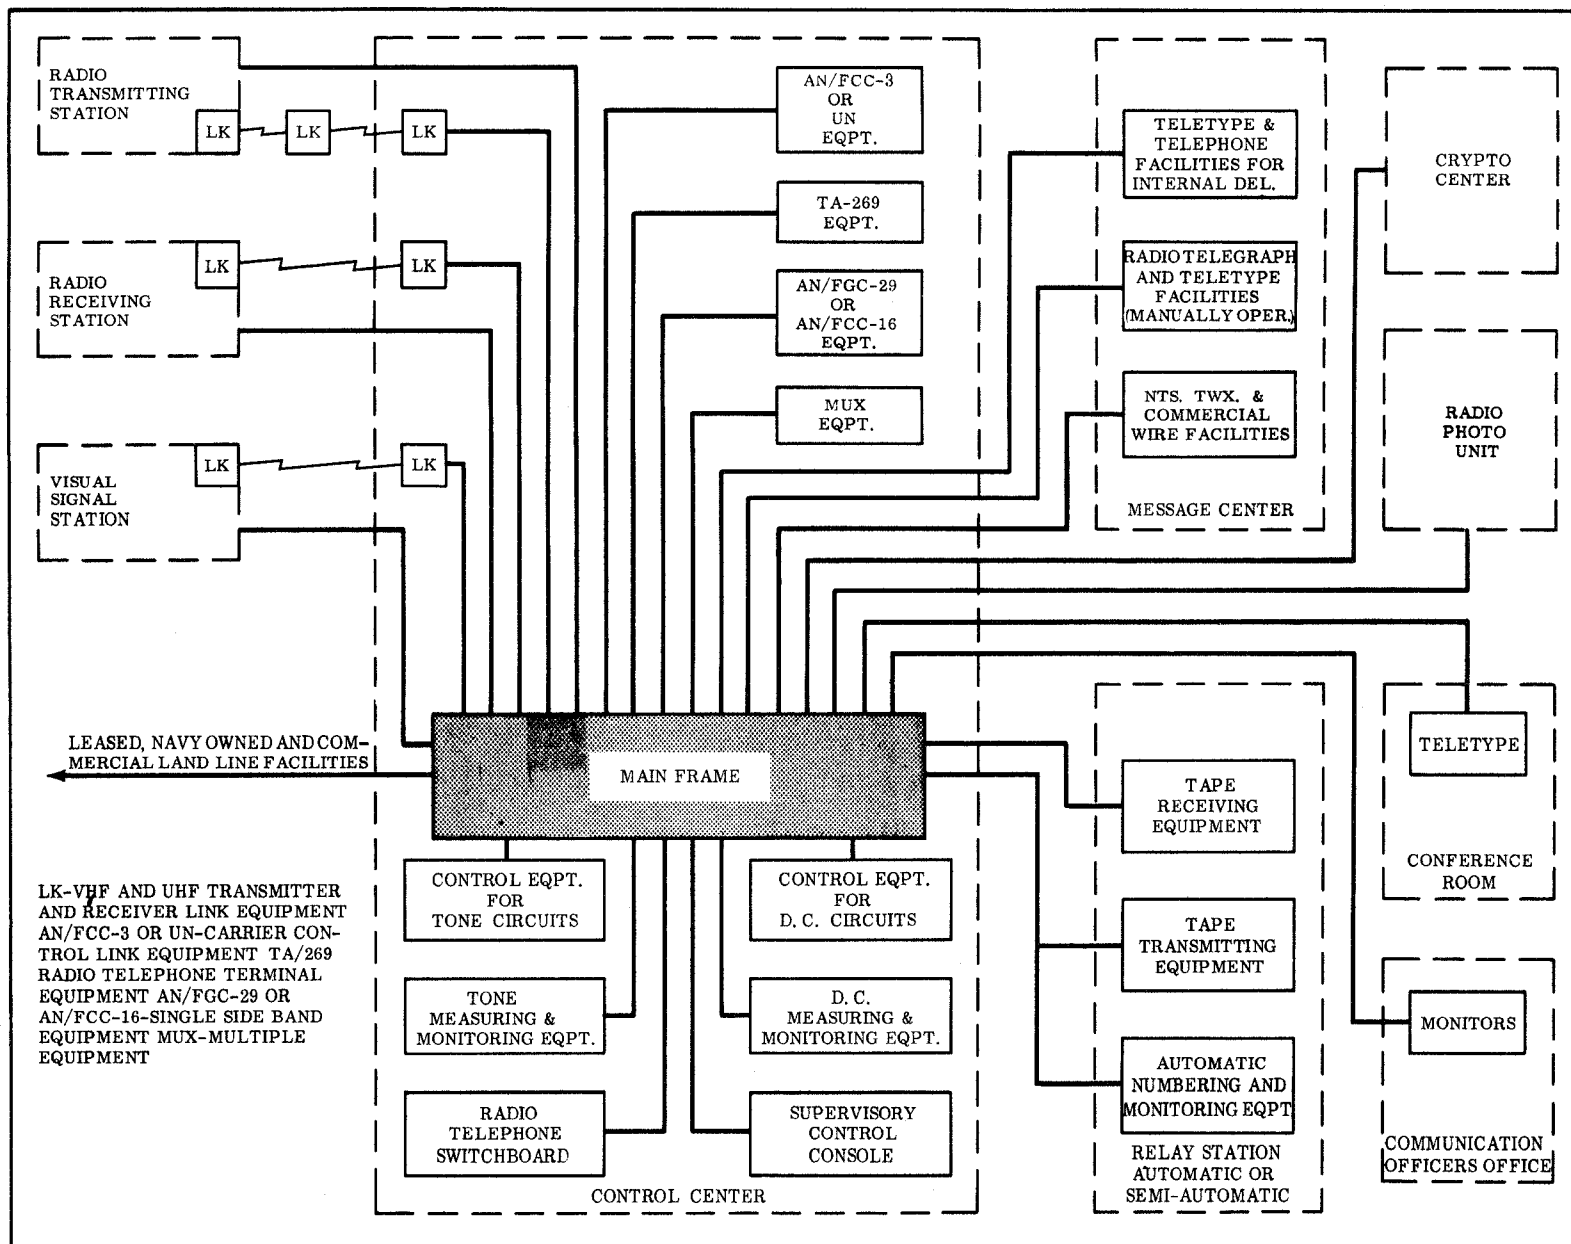 RADIO
TRANSMITTING
STATION
LK
LK
LK
RADIO
RECEIVING
STATION
LK
LK
VISUAL
SIGNAL
STATION
LK
LK
AN/FCC-3
OR
UN
EQPT.
TA-269
EQPT.
AN/FGC-29
OR
AN/FCC-16
EQPT.
MUX
EQPT.
TELETYPE &
TELEPHONE
FACILITIES FOR
INTERNAL DEL.
RADIO TELEGRAPH
AND TELETYPE
FACILITIES
(MANUALLY OPER.)
NTS. TWX. &
COMMERCIAL
WIRE FACILITIES
MESSAGE CENTER
CRYPTO
CENTER
RADIO
PHOTO
UNIT
LEASED, NAVY OWNED AND COM-
MERCIAL LAND LINE FACILITIES
MAIN FRAME
TELETYPE
CONFERENCE
ROOM
TAPE
RECEIVING
EQUIPMENT
TAPE
TRANSMITTING
EQUIPMENT
AUTOMATIC
NUMBERING AND
MONITORING EQPT
RELAY STATION
AUTOMATIC OR
SEMI-AUTOMATIC
MONITORS
COMMUNICATION
OFFICERS OFFICE
CONTROL EQPT.
FOR
TONE CIRCUITS
CONTROL EQPT.
FOR
D. C. CIRCUITS
TONE
MEASURING &
MONITORING EQPT.
D. C.
MEASURING &
MONITORING EQPT.
RADIO
TELEPHONE
SWITCHBOARD
SUPERVISORY
CONTROL
CONSOLE
CONTROL CENTER
LK-VHF AND UHF TRANSMITTER
AND RECEIVER LINK EQUIPMENT
AN/FCC-3 OR UN-CARRIER CON-
TROL LINK EQUIPMENT TA/269
RADIO TELEPHONE TERMINAL
EQUIPMENT AN/FGC-29 OR
AN/FCC-16-SINGLE SIDE BAND
EQUIPMENT MUX-MULTIPLE
EQUIPMENT